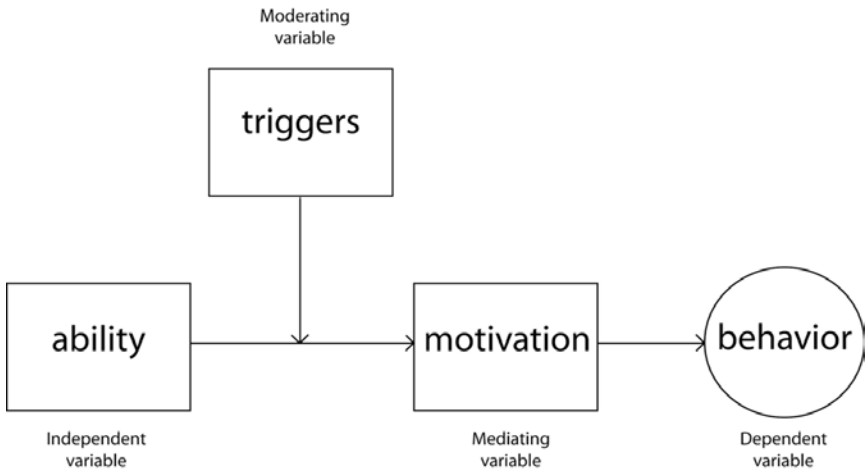 Moderating
variable
triggers
ability
motivation
behavior
Independent
variable
Mediating
variable
Dependent
variable